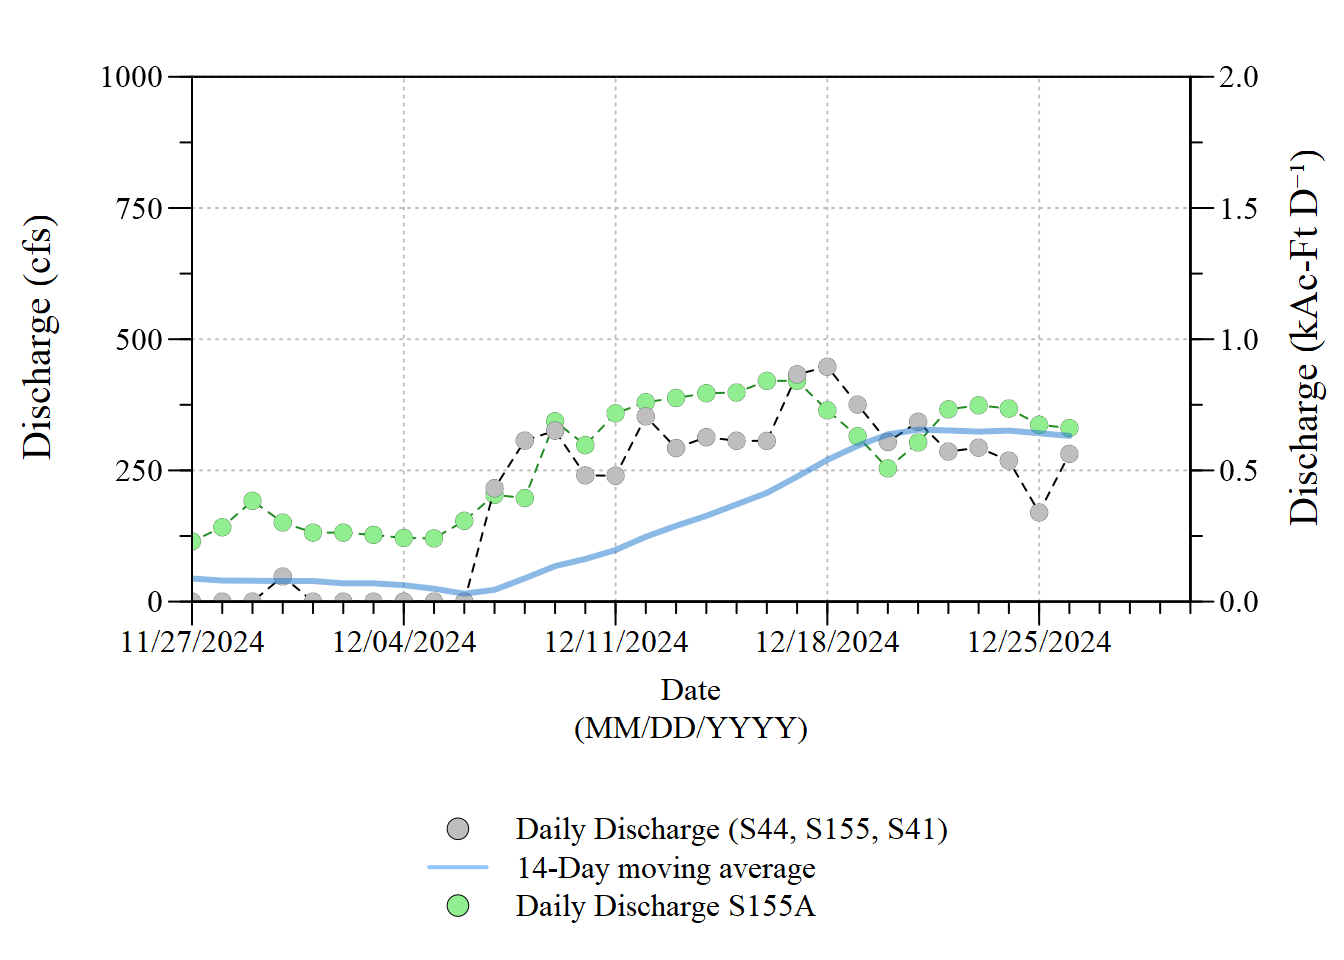 1000
750
500
250
0
Discharge (cfs)
2.0
1.5
1.0
0.5
0.0
Discharge (kAc-Ft D⁻¹)
11/27/2024
12/04/2024
12/11/2024
12/18/2024
12/25/2024
Date
(MM/DD/YYYY)
Daily Discharge (S44, S155, S41)
14-Day moving average
Daily Discharge S155A